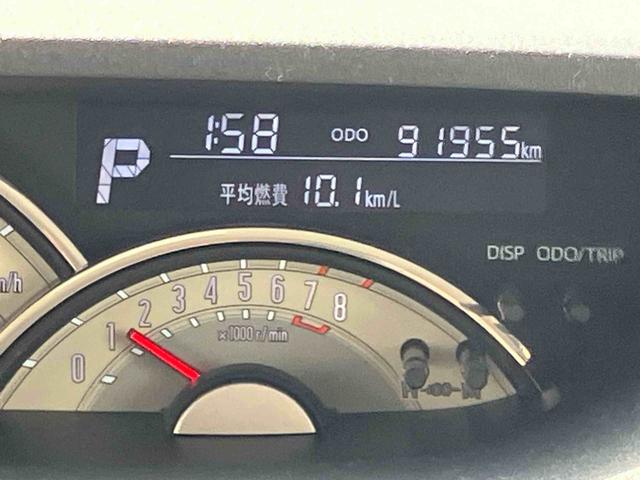 1:58 ODO 91955km
P
平均燃費 10.1km/L
DISP ODO/TRIP
0 1 2 3 4 5 6 7 8
×1000 r/min